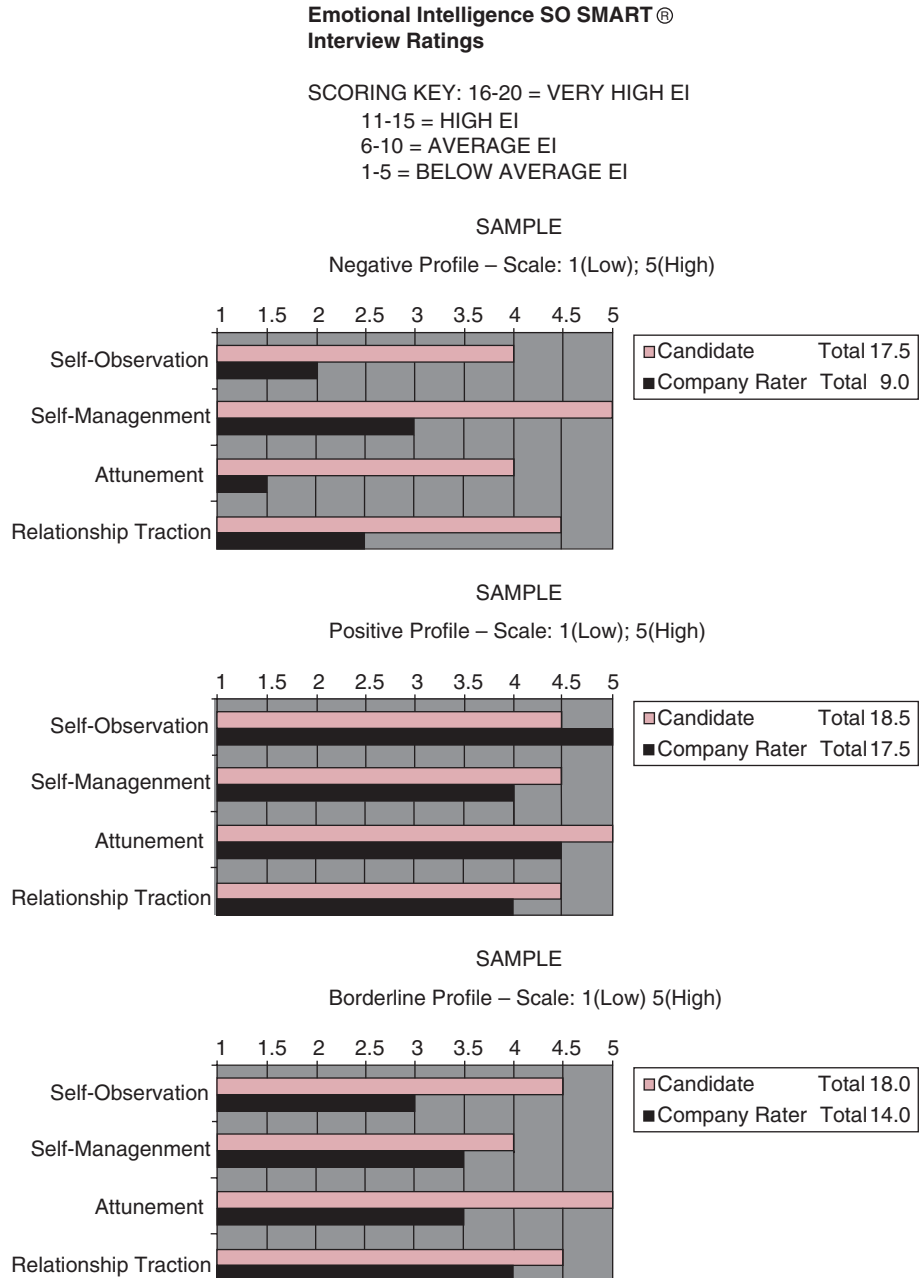 Emotional Intelligence SO SMART ®
Interview Ratings
SCORING KEY: 16-20 = VERY HIGH EI
11-15 = HIGH EI
6-10 = AVERAGE EI
1-5 = BELOW AVERAGE EI
SAMPLE
Negative Profile – Scale: 1(Low); 5(High)
1 1.5 2 2.5 3 3.5 4 4.5 5
Self-Observation
Self-Managenment
Attunement
Relationship Traction
Candidate Total 17.5
Company Rater Total 9.0
SAMPLE
Positive Profile – Scale: 1(Low); 5(High)
1 1.5 2 2.5 3 3.5 4 4.5 5
Self-Observation
Self-Managenment
Attunement
Relationship Traction
Candidate Total 18.5
Company Rater Total 17.5
SAMPLE
Borderline Profile – Scale: 1(Low) 5(High)
1 1.5 2 2.5 3 3.5 4 4.5 5
Self-Observation
Self-Managenment
Attunement
Relationship Traction
Candidate Total 18.0
Company Rater Total 14.0